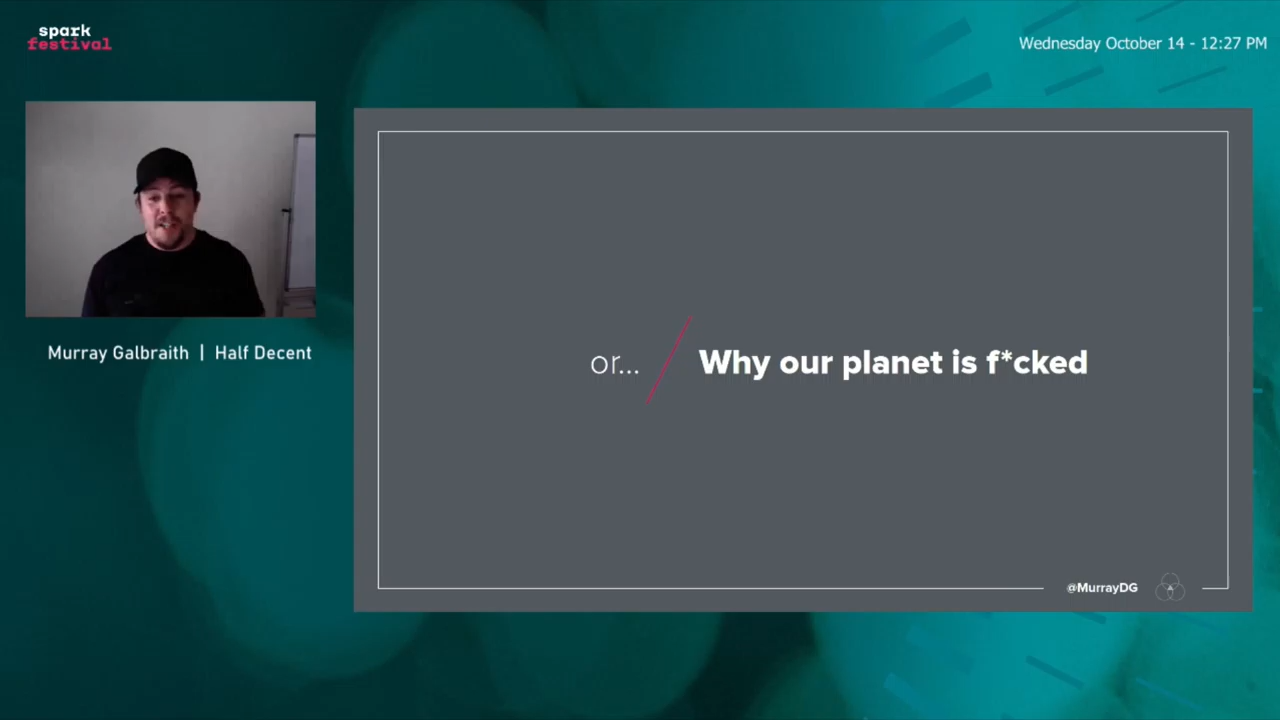 spark
festival
Wednesday October 14 - 12:27 PM
Murray Galbraith | Half Decent
or... / Why our planet is f*cked
@MurrayDG